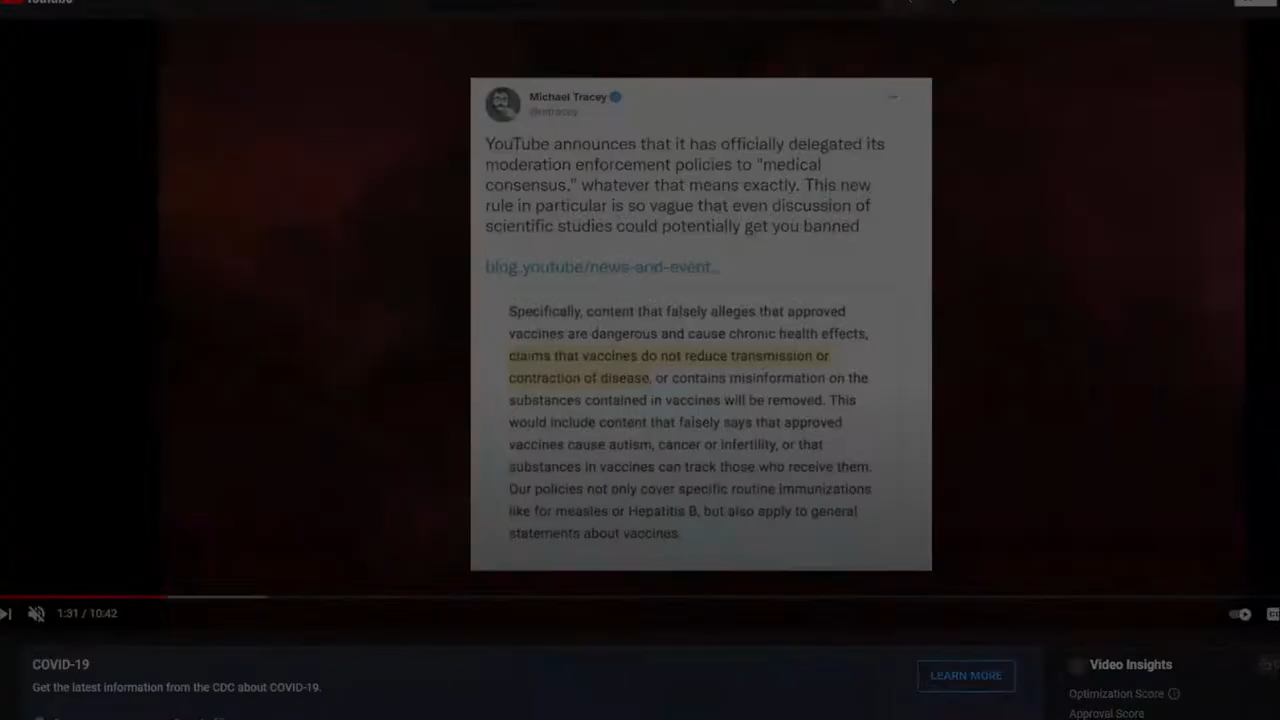 Michael Tracey
@mtracey
YouTube announces that it has officially delegated its
moderation enforcement policies to "medical
consensus," whatever that means exactly. This new
rule in particular is so vague that even discussion of
scientific studies could potentially get you banned
blog.youtube/news-and-event...
Specifically, content that falsely alleges that approved
vaccines are dangerous and cause chronic health effects,
claims that vaccines do not reduce transmission or
contraction of disease, or contains misinformation on the
substances contained in vaccines will be removed. This
would include content that falsely says that approved
vaccines cause autism, cancer or infertility, or that
substances in vaccines can track those who receive them.
Our policies not only cover specific routine immunizations
like for measles or Hepatitis B, but also apply to general
statements about vaccines.
1:31 / 10:42
COVID-19
Get the latest information from the CDC about COVID-19.
LEARN MORE
Video Insights
Optimization Score
Approval Score